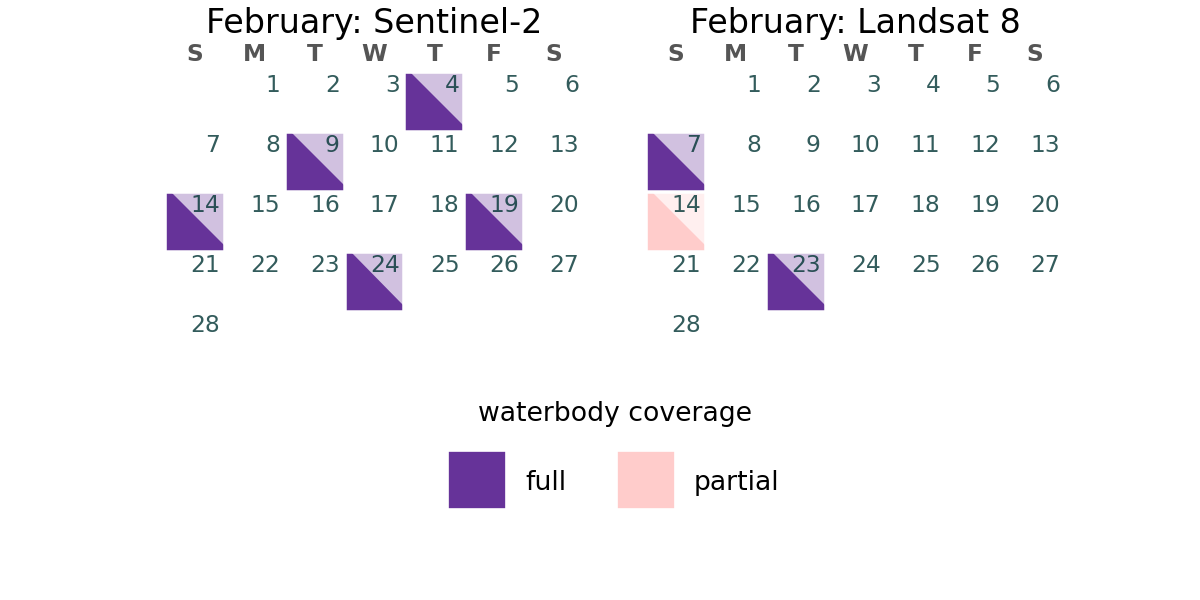 February: Sentinel-2
S M T W T F S
1 2 3 4 5 6
7 8 9 10 11 12 13
14 15 16 17 18 19 20
21 22 23 24 25 26 27
28
February: Landsat 8
S M T W T F S
1 2 3 4 5 6
7 8 9 10 11 12 13
14 15 16 17 18 19 20
21 22 23 24 25 26 27
28
waterbody coverage
full
partial